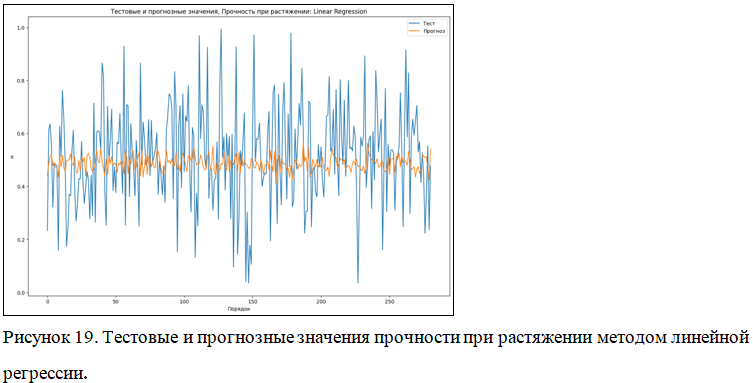 Тестовые и прогнозные значения, Прочность при растяжении: Linear Regression
Тест
Прогноз
1.0
0.8
0.6
0.4
0.2
0.0
0
50
100
150
200
250
Порядок
Рисунок 19. Тестовые и прогнозные значения прочности при растяжении методом линейной
регрессии.